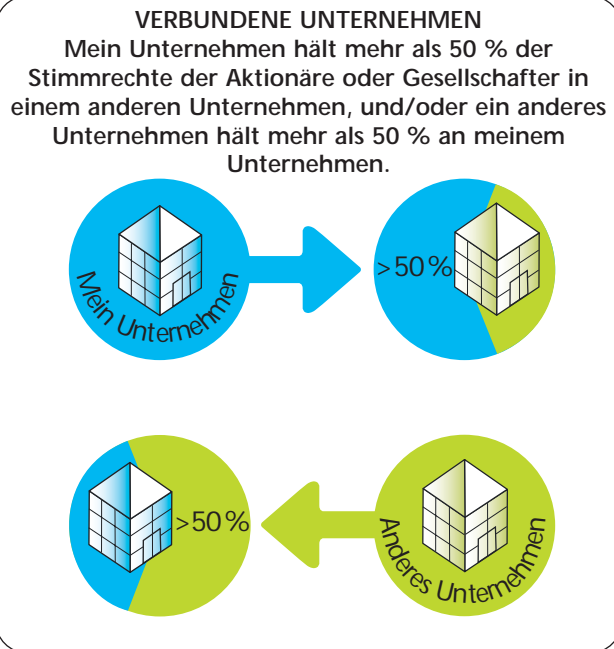 VERBUNDENE UNTERNEHMEN
Mein Unternehmen hält mehr als 50 % der
Stimmrechte der Aktionäre oder Gesellschafter in
einem anderen Unternehmen, und/oder ein anderes
Unternehmen hält mehr als 50 % an meinem
Unternehmen.
Mein Unternehmen
>50 %
>50 %
Anderes Unternehmen